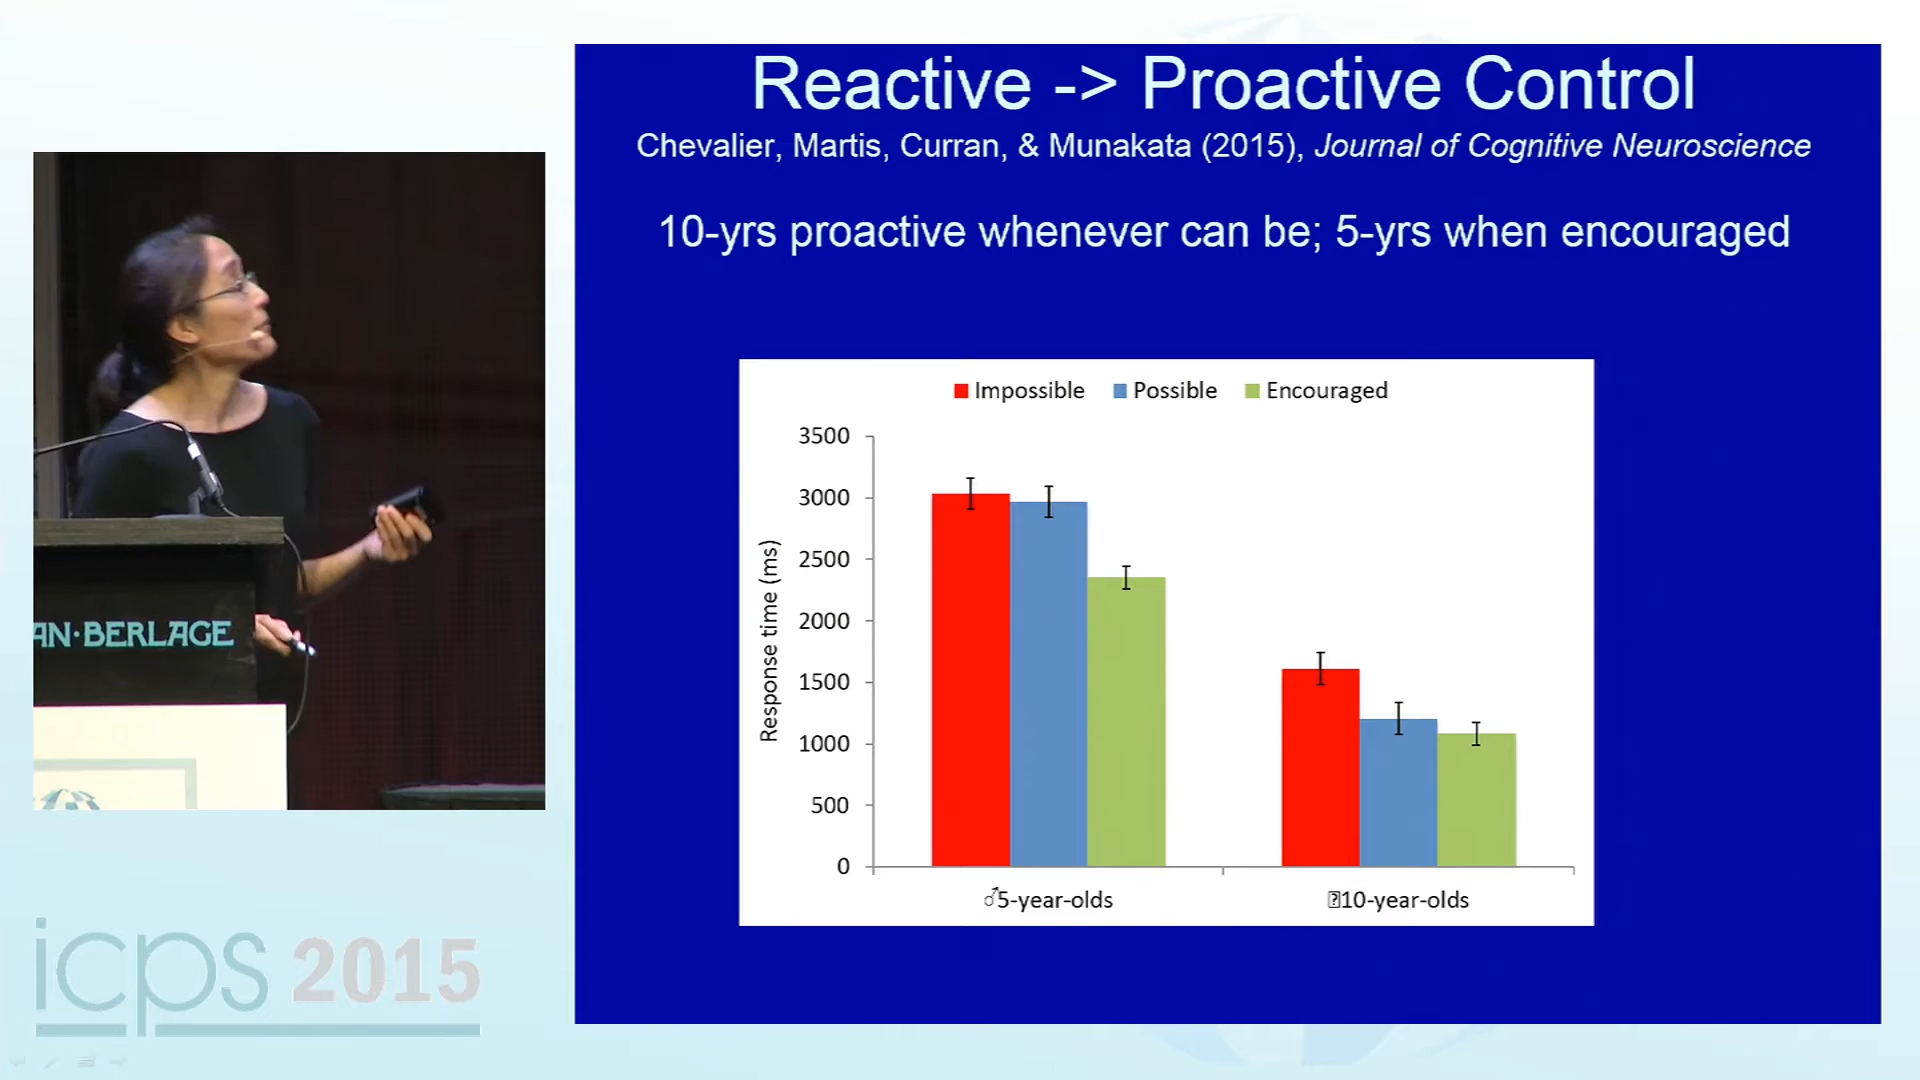 Reactive -> Proactive Control
Chevalier, Martis, Curran, & Munakata (2015), Journal of Cognitive Neuroscience
10-yrs proactive whenever can be; 5-yrs when encouraged
Impossible Possible Encouraged
3500
3000
2500
2000
1500
1000
500
0
Response time (ms)
♂5-year-olds
⍰10-year-olds
AN·BERLAGE
icps 2015